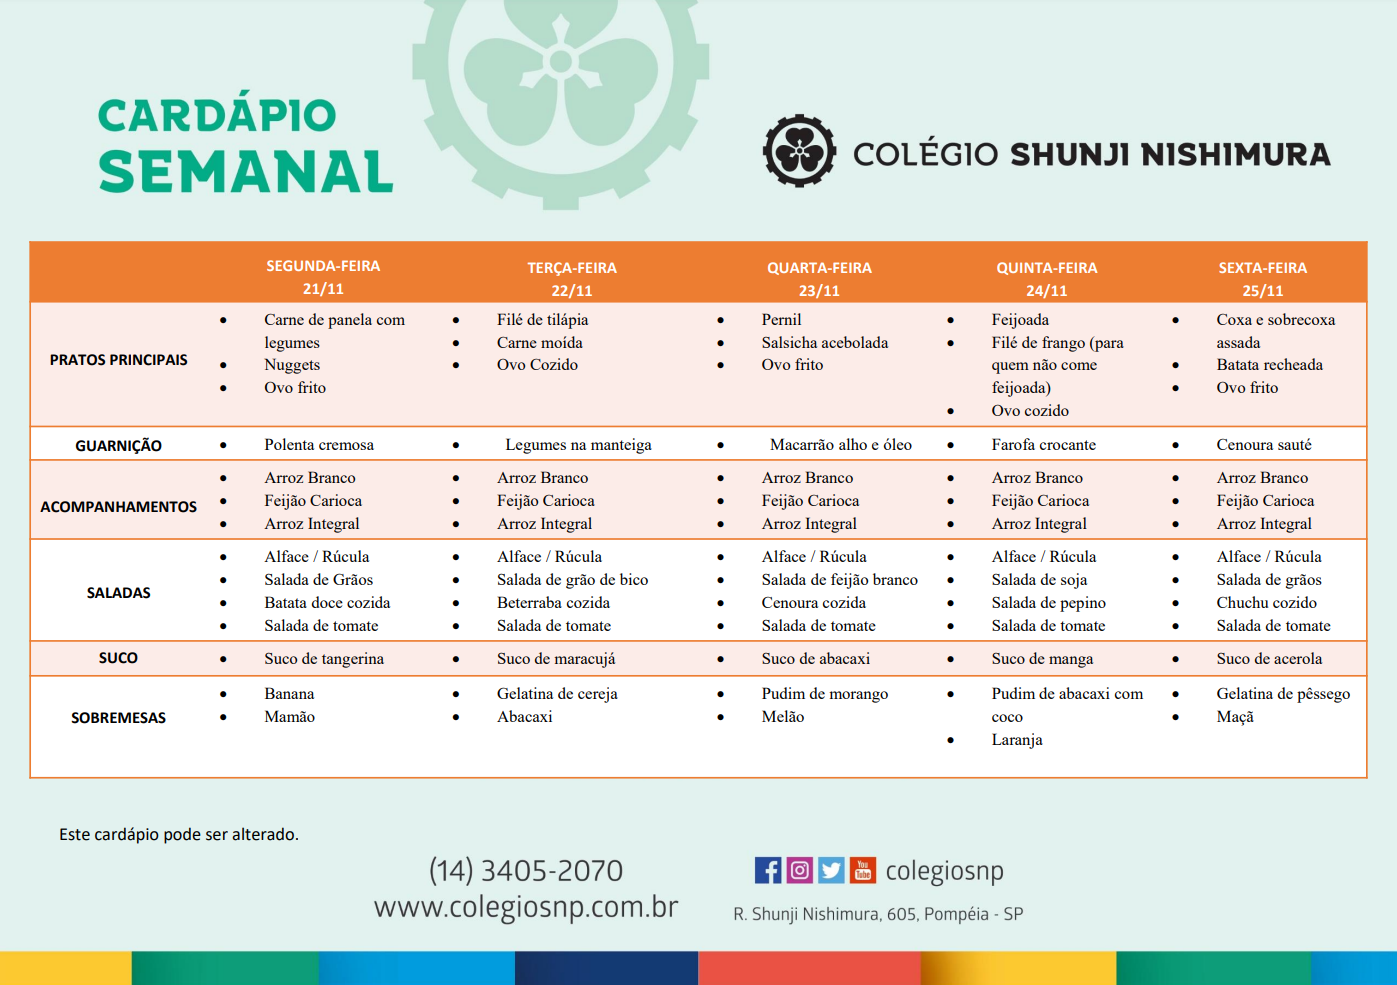 CARDÁPIO
SEMANAL
COLÉGIO SHUNJI NISHIMURA
SEGUNDA-FEIRA
21/11
TERÇA-FEIRA
22/11
QUARTA-FEIRA
23/11
QUINTA-FEIRA
24/11
SEXTA-FEIRA
25/11
PRATOS PRINCIPAIS
• Carne de panela com
legumes
• Nuggets
• Ovo frito
• Filé de tilápia
• Carne moída
• Ovo Cozido
• Pernil
• Salsicha acebolada
• Ovo frito
• Feijoada
• Filé de frango (para
quem não come
feijoada)
• Ovo cozido
• Coxa e sobrecoxa
assada
• Batata recheada
• Ovo frito
GUARNIÇÃO
• Polenta cremosa
• Legumes na manteiga
• Macarrão alho e óleo
• Farofa crocante
• Cenoura sauté
ACOMPANHAMENTOS
• Arroz Branco
• Feijão Carioca
• Arroz Integral
• Arroz Branco
• Feijão Carioca
• Arroz Integral
• Arroz Branco
• Feijão Carioca
• Arroz Integral
• Arroz Branco
• Feijão Carioca
• Arroz Integral
• Arroz Branco
• Feijão Carioca
• Arroz Integral
SALADAS
• Alface / Rúcula
• Salada de Grãos
• Batata doce cozida
• Salada de tomate
• Alface / Rúcula
• Salada de grão de bico
• Beterraba cozida
• Salada de tomate
• Alface / Rúcula
• Salada de feijão branco
• Cenoura cozida
• Salada de tomate
• Alface / Rúcula
• Salada de soja
• Salada de pepino
• Salada de tomate
• Alface / Rúcula
• Salada de grãos
• Chuchu cozido
• Salada de tomate
SUCO
• Suco de tangerina
• Suco de maracujá
• Suco de abacaxi
• Suco de manga
• Suco de acerola
SOBREMESAS
• Banana
• Mamão
• Gelatina de cereja
• Abacaxi
• Pudim de morango
• Melão
• Pudim de abacaxi com
coco
• Laranja
• Gelatina de pêssego
• Maçã
Este cardápio pode ser alterado.
(14) 3405-2070
www.colegiosnp.com.br
You
Tube
colegiosnp
R. Shunji Nishimura, 605, Pompéia - SP